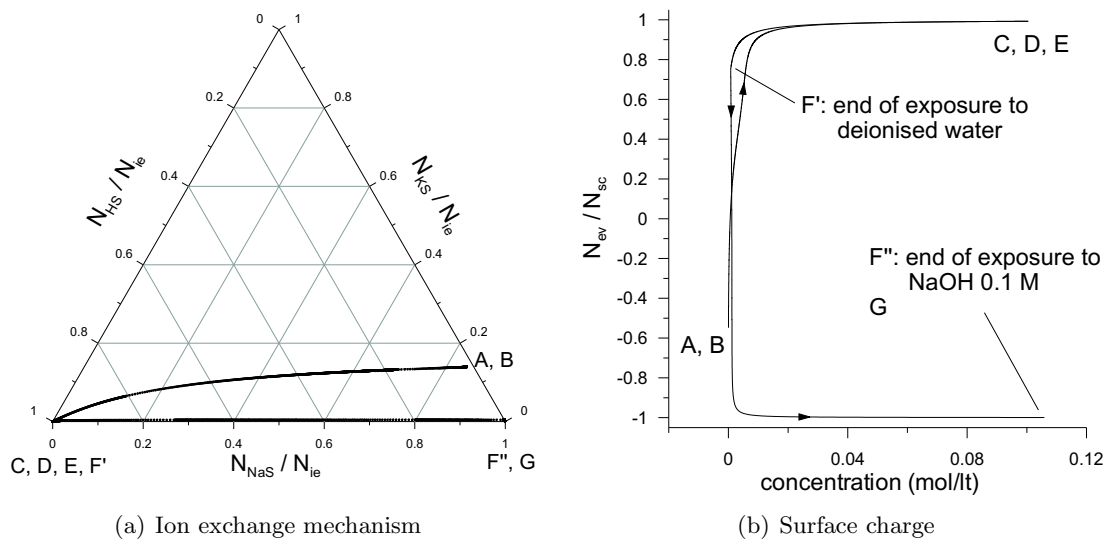 0 1
0.2 0.8
N_HS / N_ie
N_KS / N_ie
0.4 0.6
0.6 0.4
0.8 0.2
A, B
1 0
0 0.2 0.4 0.6 0.8 1
C, D, E, F' N_NaS / N_ie F'', G
(a) Ion exchange mechanism
N_ev / N_sc
1
0.8
0.6
0.4
0.2
0
-0.2
-0.4
-0.6
-0.8
-1
C, D, E
F': end of exposure to
deionised water
F'': end of exposure to
NaOH 0.1 M
G
A, B
0 0.04 0.08 0.12
concentration (mol/lt)
(b) Surface charge